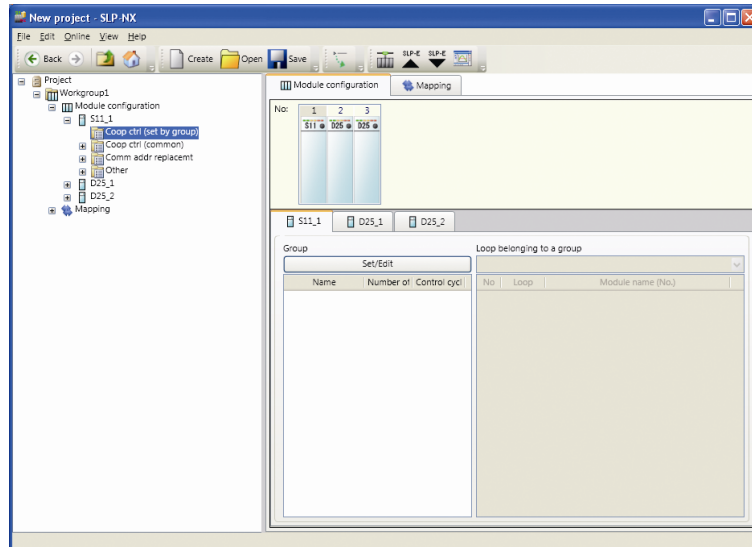 New project - SLP-NX
File Edit Online View Help
Back Create Open Save SLP-E SLP-E
Project
Workgroup1
Module configuration
S11_1
Coop ctrl (set by group)
Coop ctrl (common)
Comm addr replacemt
Other
D25_1
D25_2
Mapping
Module configuration Mapping
No: 1 2 3
S11 D25 D25
S11_1 D25_1 D25_2
Group Loop belonging to a group
Set/Edit
Name Number of Control cycl No Loop Module name (No.)